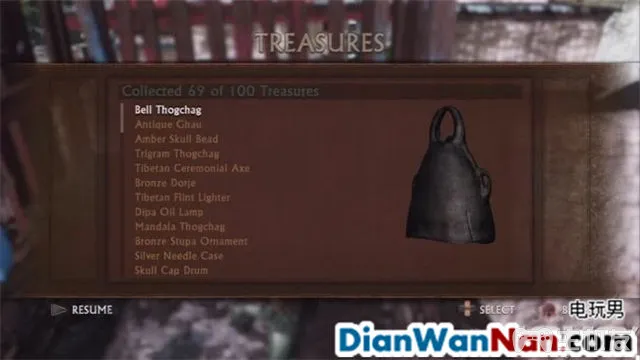 TREASURES
Collected 69 of 100 Treasures
Bell Thogchag
Antique Ghau
Amber Skull Bead
Trigram Thogchag
Tibetan Ceremonial Axe
Bronze Dorje
Tibetan Flint Lighter
Dipa Oil Lamp
Mandala Thogchag
Bronze Stupa Ornament
Silver Needle Case
Skull Cap Drum
RESUME
SELECT
电玩男
DianWanNan.com